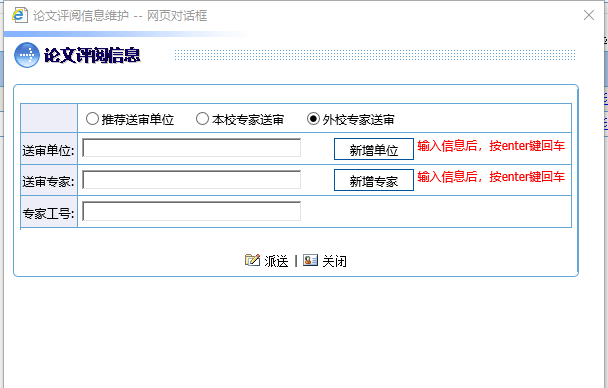 论文评阅信息维护 -- 网页对话框
论文评阅信息
推荐送审单位 本校专家送审 外校专家送审
送审单位: 新增单位 输入信息后，按enter键回车
送审专家: 新增专家 输入信息后，按enter键回车
专家工号:
派送 | 关闭